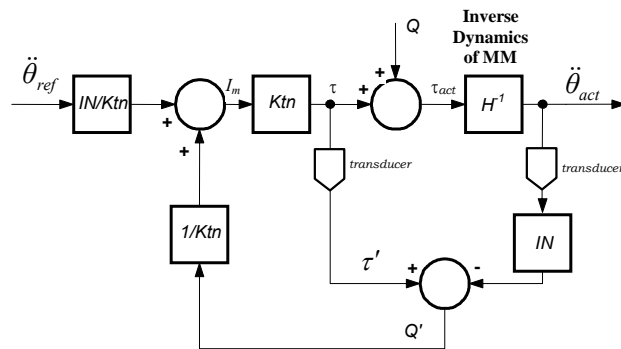 Inverse
Dynamics
of MM
Q
θ̈ref
IN/Ktn
+
+
Im
Ktn
τ
+
+
τact
H⁻¹
θ̈act
transducer
transducer
1/Ktn
IN
τ'
+
-
Q'